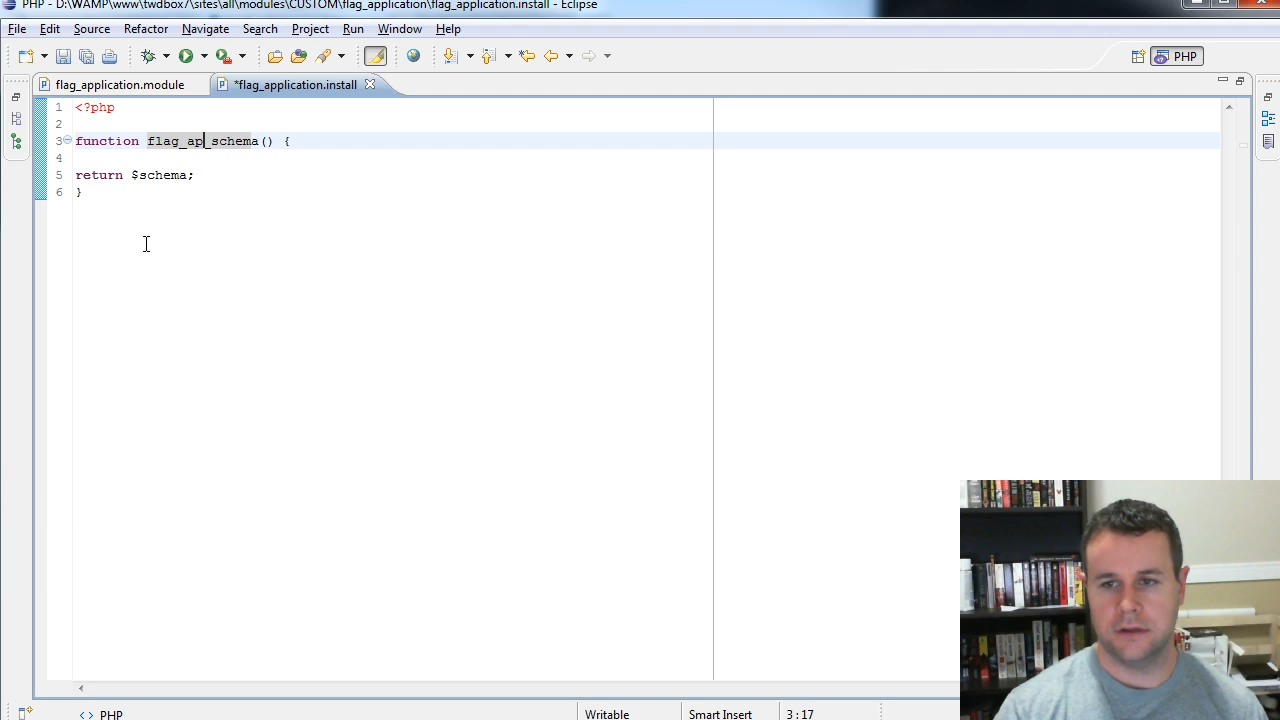 PHP - D:\WAMP\www\twdbox7\sites\all\modules\CUSTOM\flag_application\flag_application.install - Eclipse
File Edit Source Refactor Navigate Search Project Run Window Help
PHP
flag_application.module *flag_application.install
1 <?php
2
3 function flag_ap_schema() {
4
5 return $schema;
6 }
<> PHP Writable Smart Insert 3:17